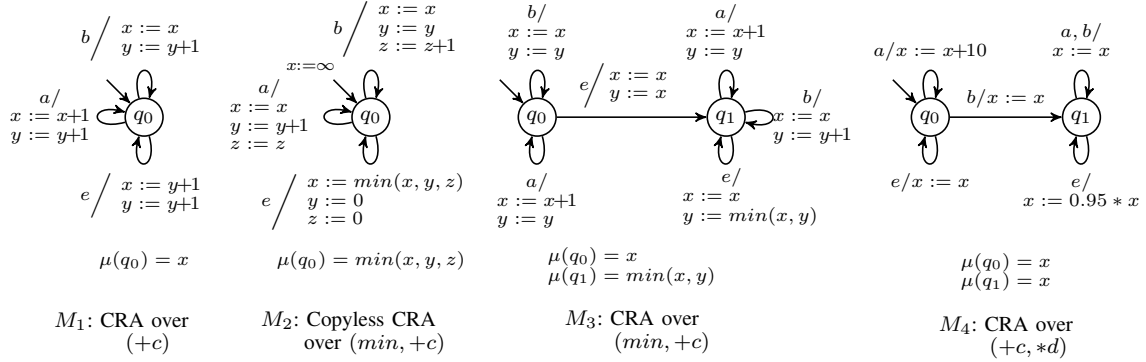 b/ x := x
y := y+1
a/
x := x+1
y := y+1
q0
e/ x := y+1
y := y+1
μ(q0) = x
M1: CRA over
(+c)
b/ x := x
y := y
z := z+1
x:=∞
a/
x := x
y := y+1
z := z
q0
e/ x := min(x, y, z)
y := 0
z := 0
μ(q0) = min(x, y, z)
M2: Copyless CRA
over (min, +c)
b/
x := x
y := y
q0
a/
x := x+1
y := y
e/ x := x
y := x
a/
x := x+1
y := y
q1
b/
x := x
y := y+1
e/
x := x
y := min(x, y)
μ(q0) = x
μ(q1) = min(x, y)
M3: CRA over
(min, +c)
a/x := x+10
q0
e/x := x
b/x := x
a, b/
x := x
q1
e/
x := 0.95 * x
μ(q0) = x
μ(q1) = x
M4: CRA over
(+c, *d)